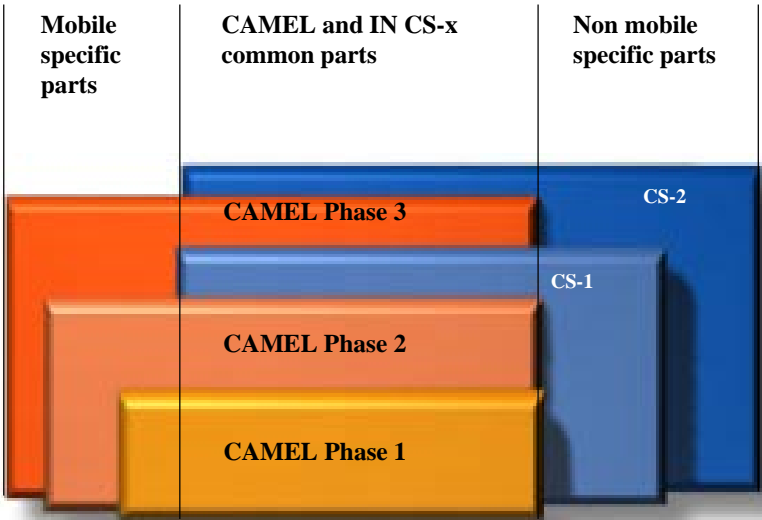 Mobile
specific
parts
CAMEL and IN CS-x
common parts
Non mobile
specific parts
CS-2
CAMEL Phase 3
CS-1
CAMEL Phase 2
CAMEL Phase 1